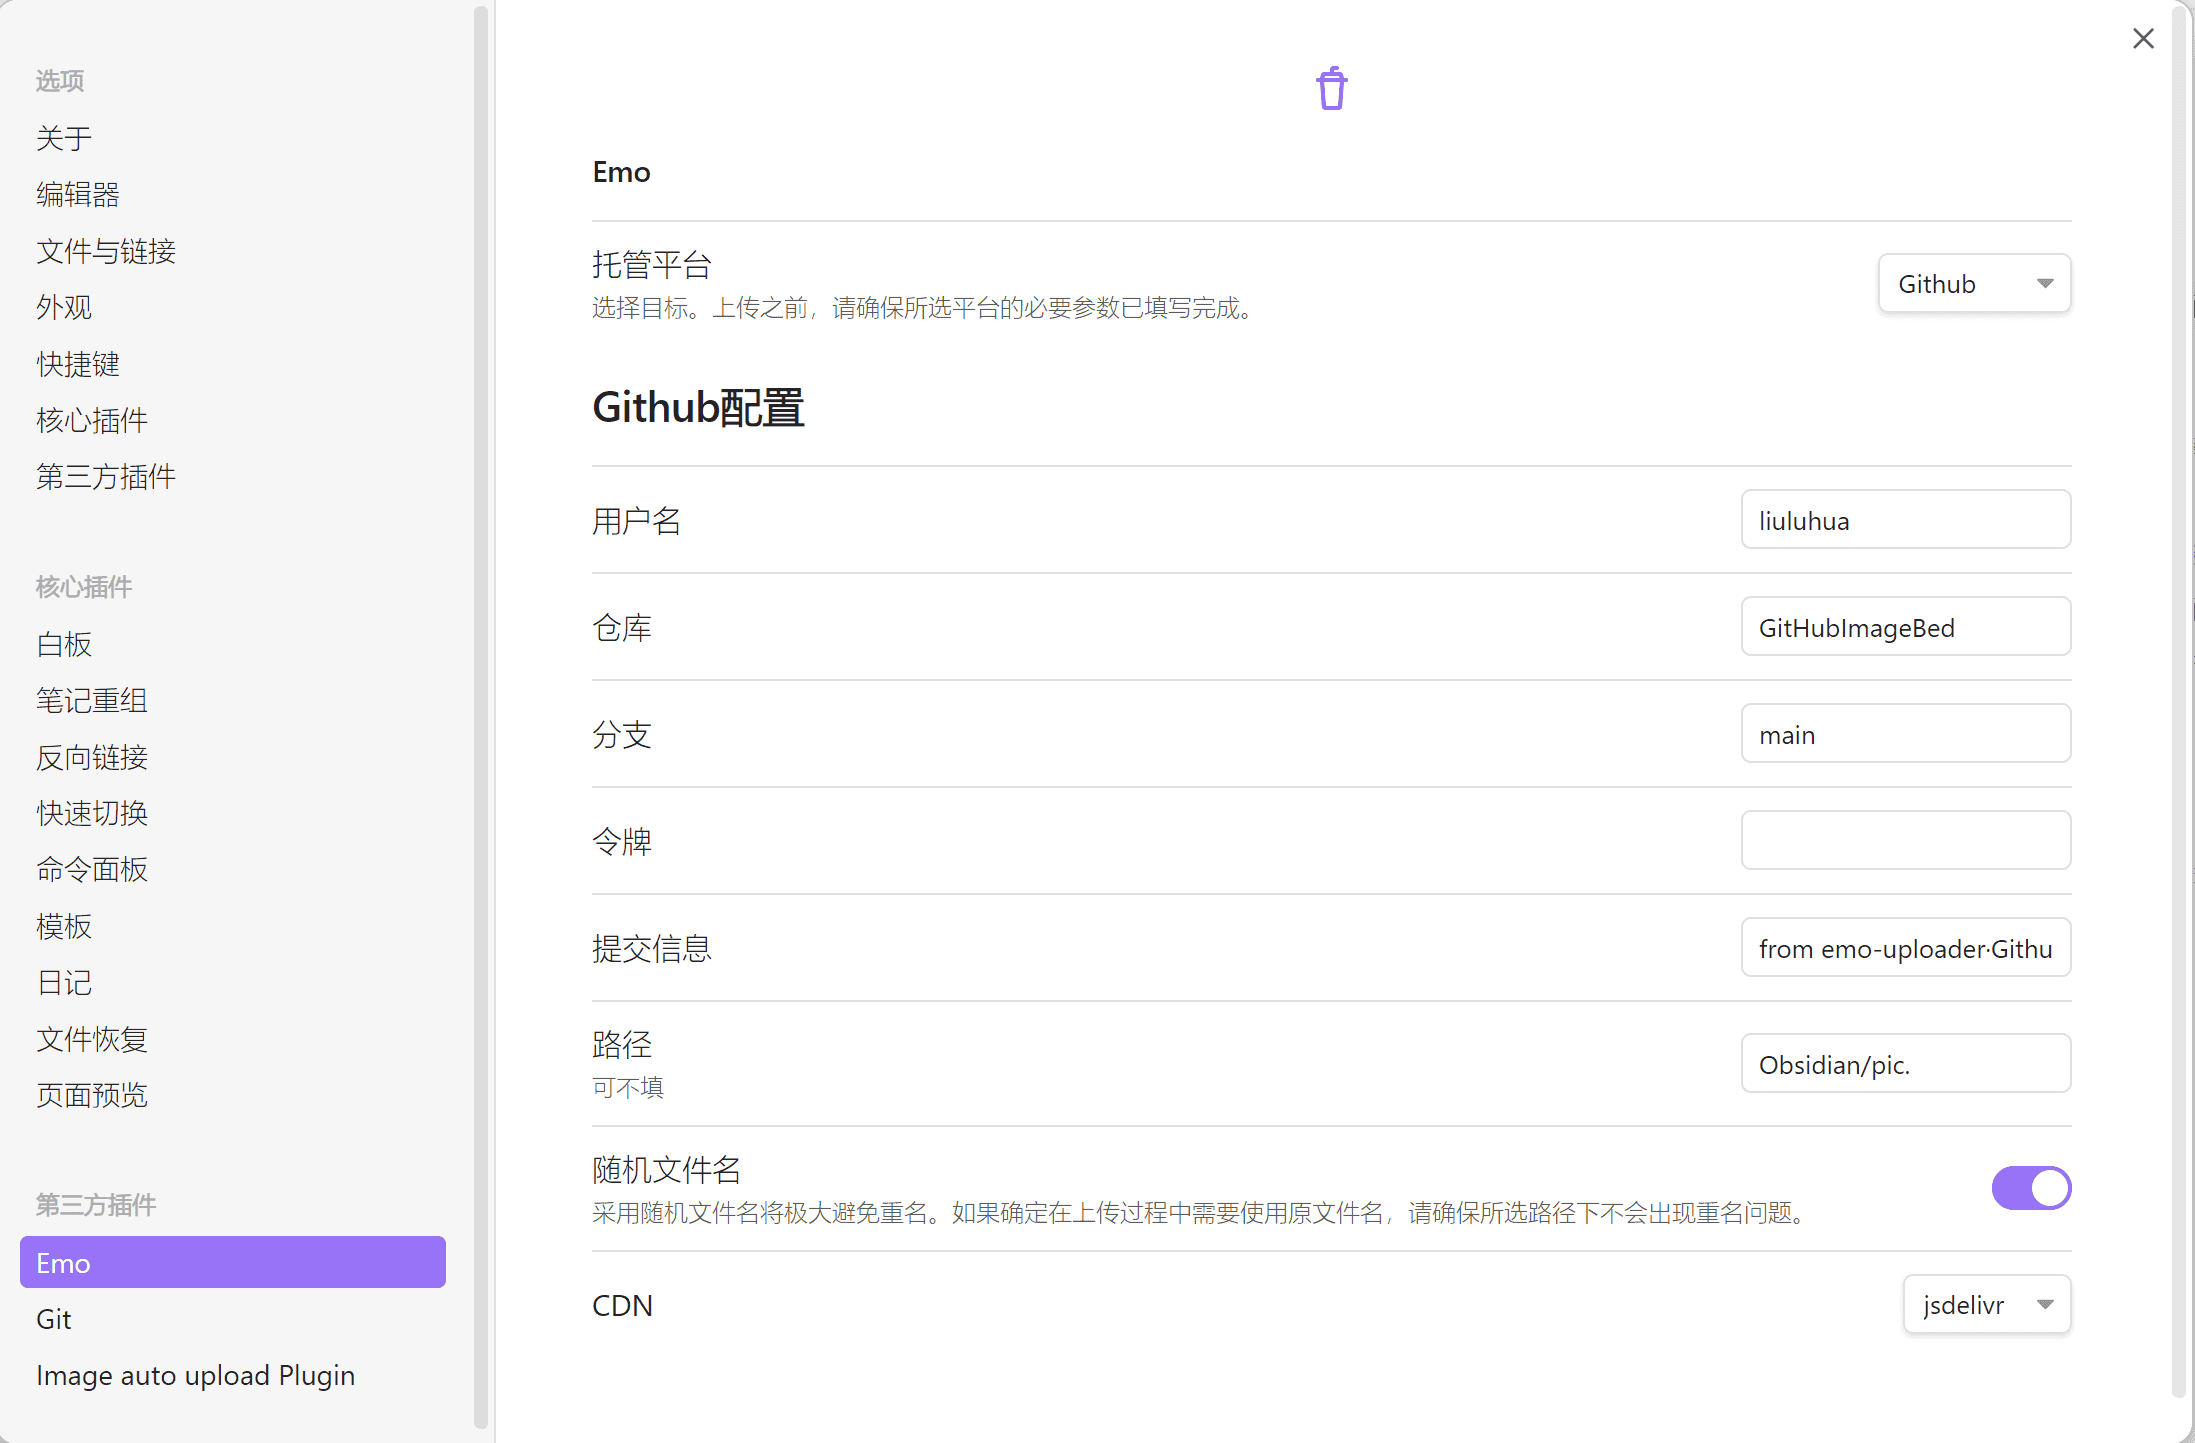 选项
关于
编辑器
文件与链接
外观
快捷键
核心插件
第三方插件
核心插件
白板
笔记重组
反向链接
快速切换
命令面板
模板
日记
文件恢复
页面预览
第三方插件
Emo
Git
Image auto upload Plugin
Emo
托管平台
选择目标。上传之前，请确保所选平台的必要参数已填写完成。
Github
Github配置
用户名
liuluhua
仓库
GitHubImageBed
分支
main
令牌
提交信息
from emo-uploader·Githu
路径
可不填
Obsidian/pic.
随机文件名
采用随机文件名将极大避免重名。如果确定在上传过程中需要使用原文件名，请确保所选路径下不会出现重名问题。
CDN
jsdelivr